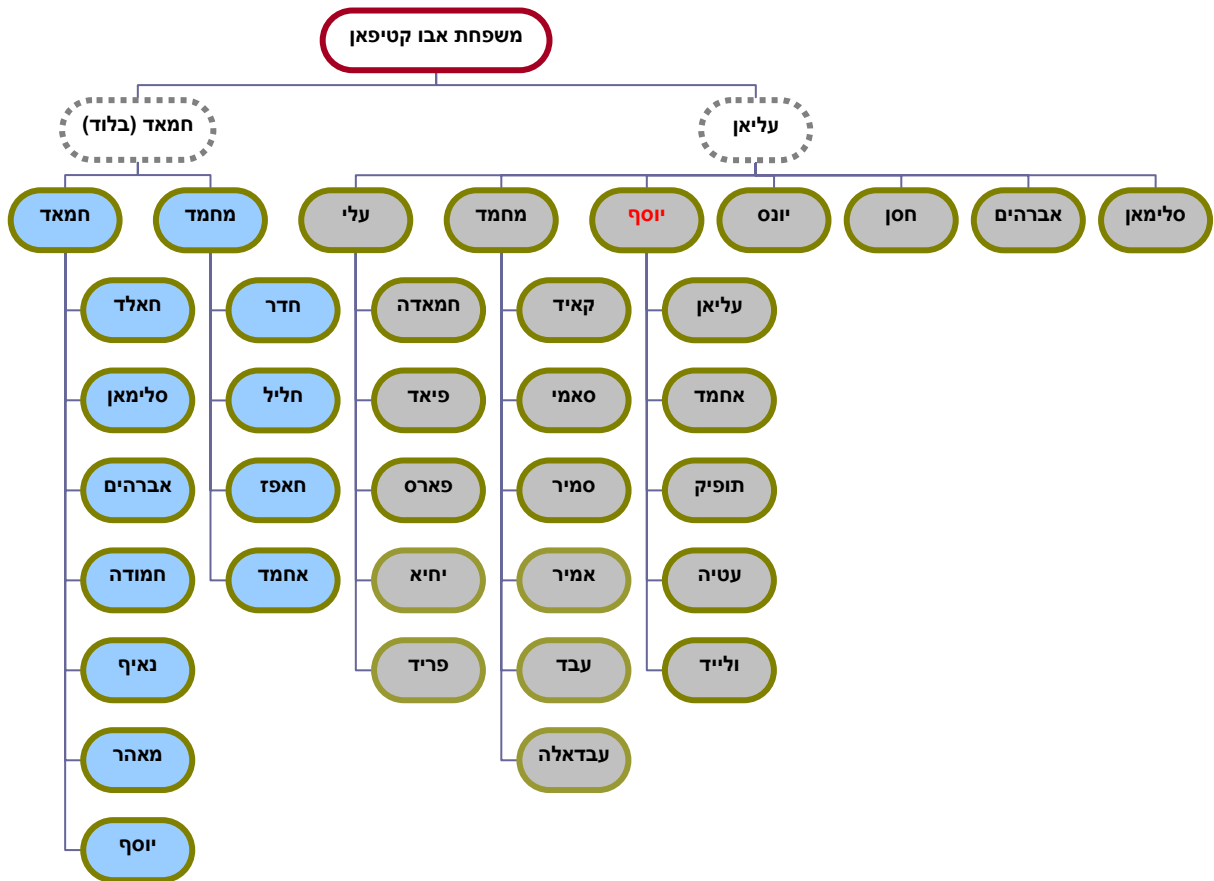 משפחת אבו קטיפאן
עליאן
חמאד (בלוד)
סלימאן
אברהים
חסן
יונס
יוסף
מחמד
עלי
מחמד
חמאד
עליאן
קאיד
חמאדה
חדר
חאלד
אחמד
סאמי
פיאד
חליל
סלימאן
תופיק
סמיר
פארס
חאפז
אברהים
עטיה
אמיר
יחיא
אחמד
חמודה
ולייד
עבד
פריד
נאיף
עבדאלה
מאהר
יוסף